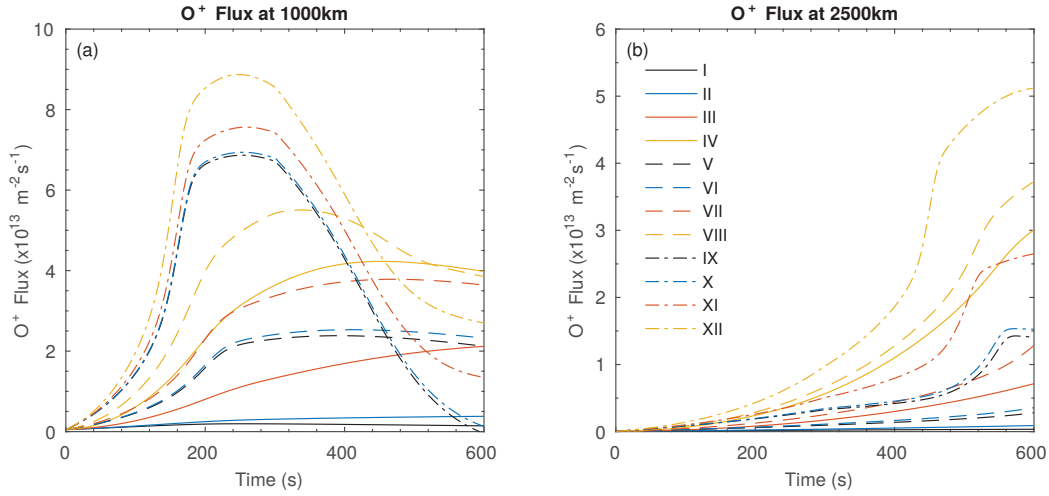 O⁺ Flux at 1000km
(a)
10
8
6
4
2
0
0
200
400
600
Time (s)
O⁺ Flux (x10¹³ m⁻² s⁻¹)
O⁺ Flux at 2500km
(b)
6
5
4
3
2
1
0
0
200
400
600
Time (s)
O⁺ Flux (x10¹³ m⁻² s⁻¹)
I
II
III
IV
V
VI
VII
VIII
IX
X
XI
XII